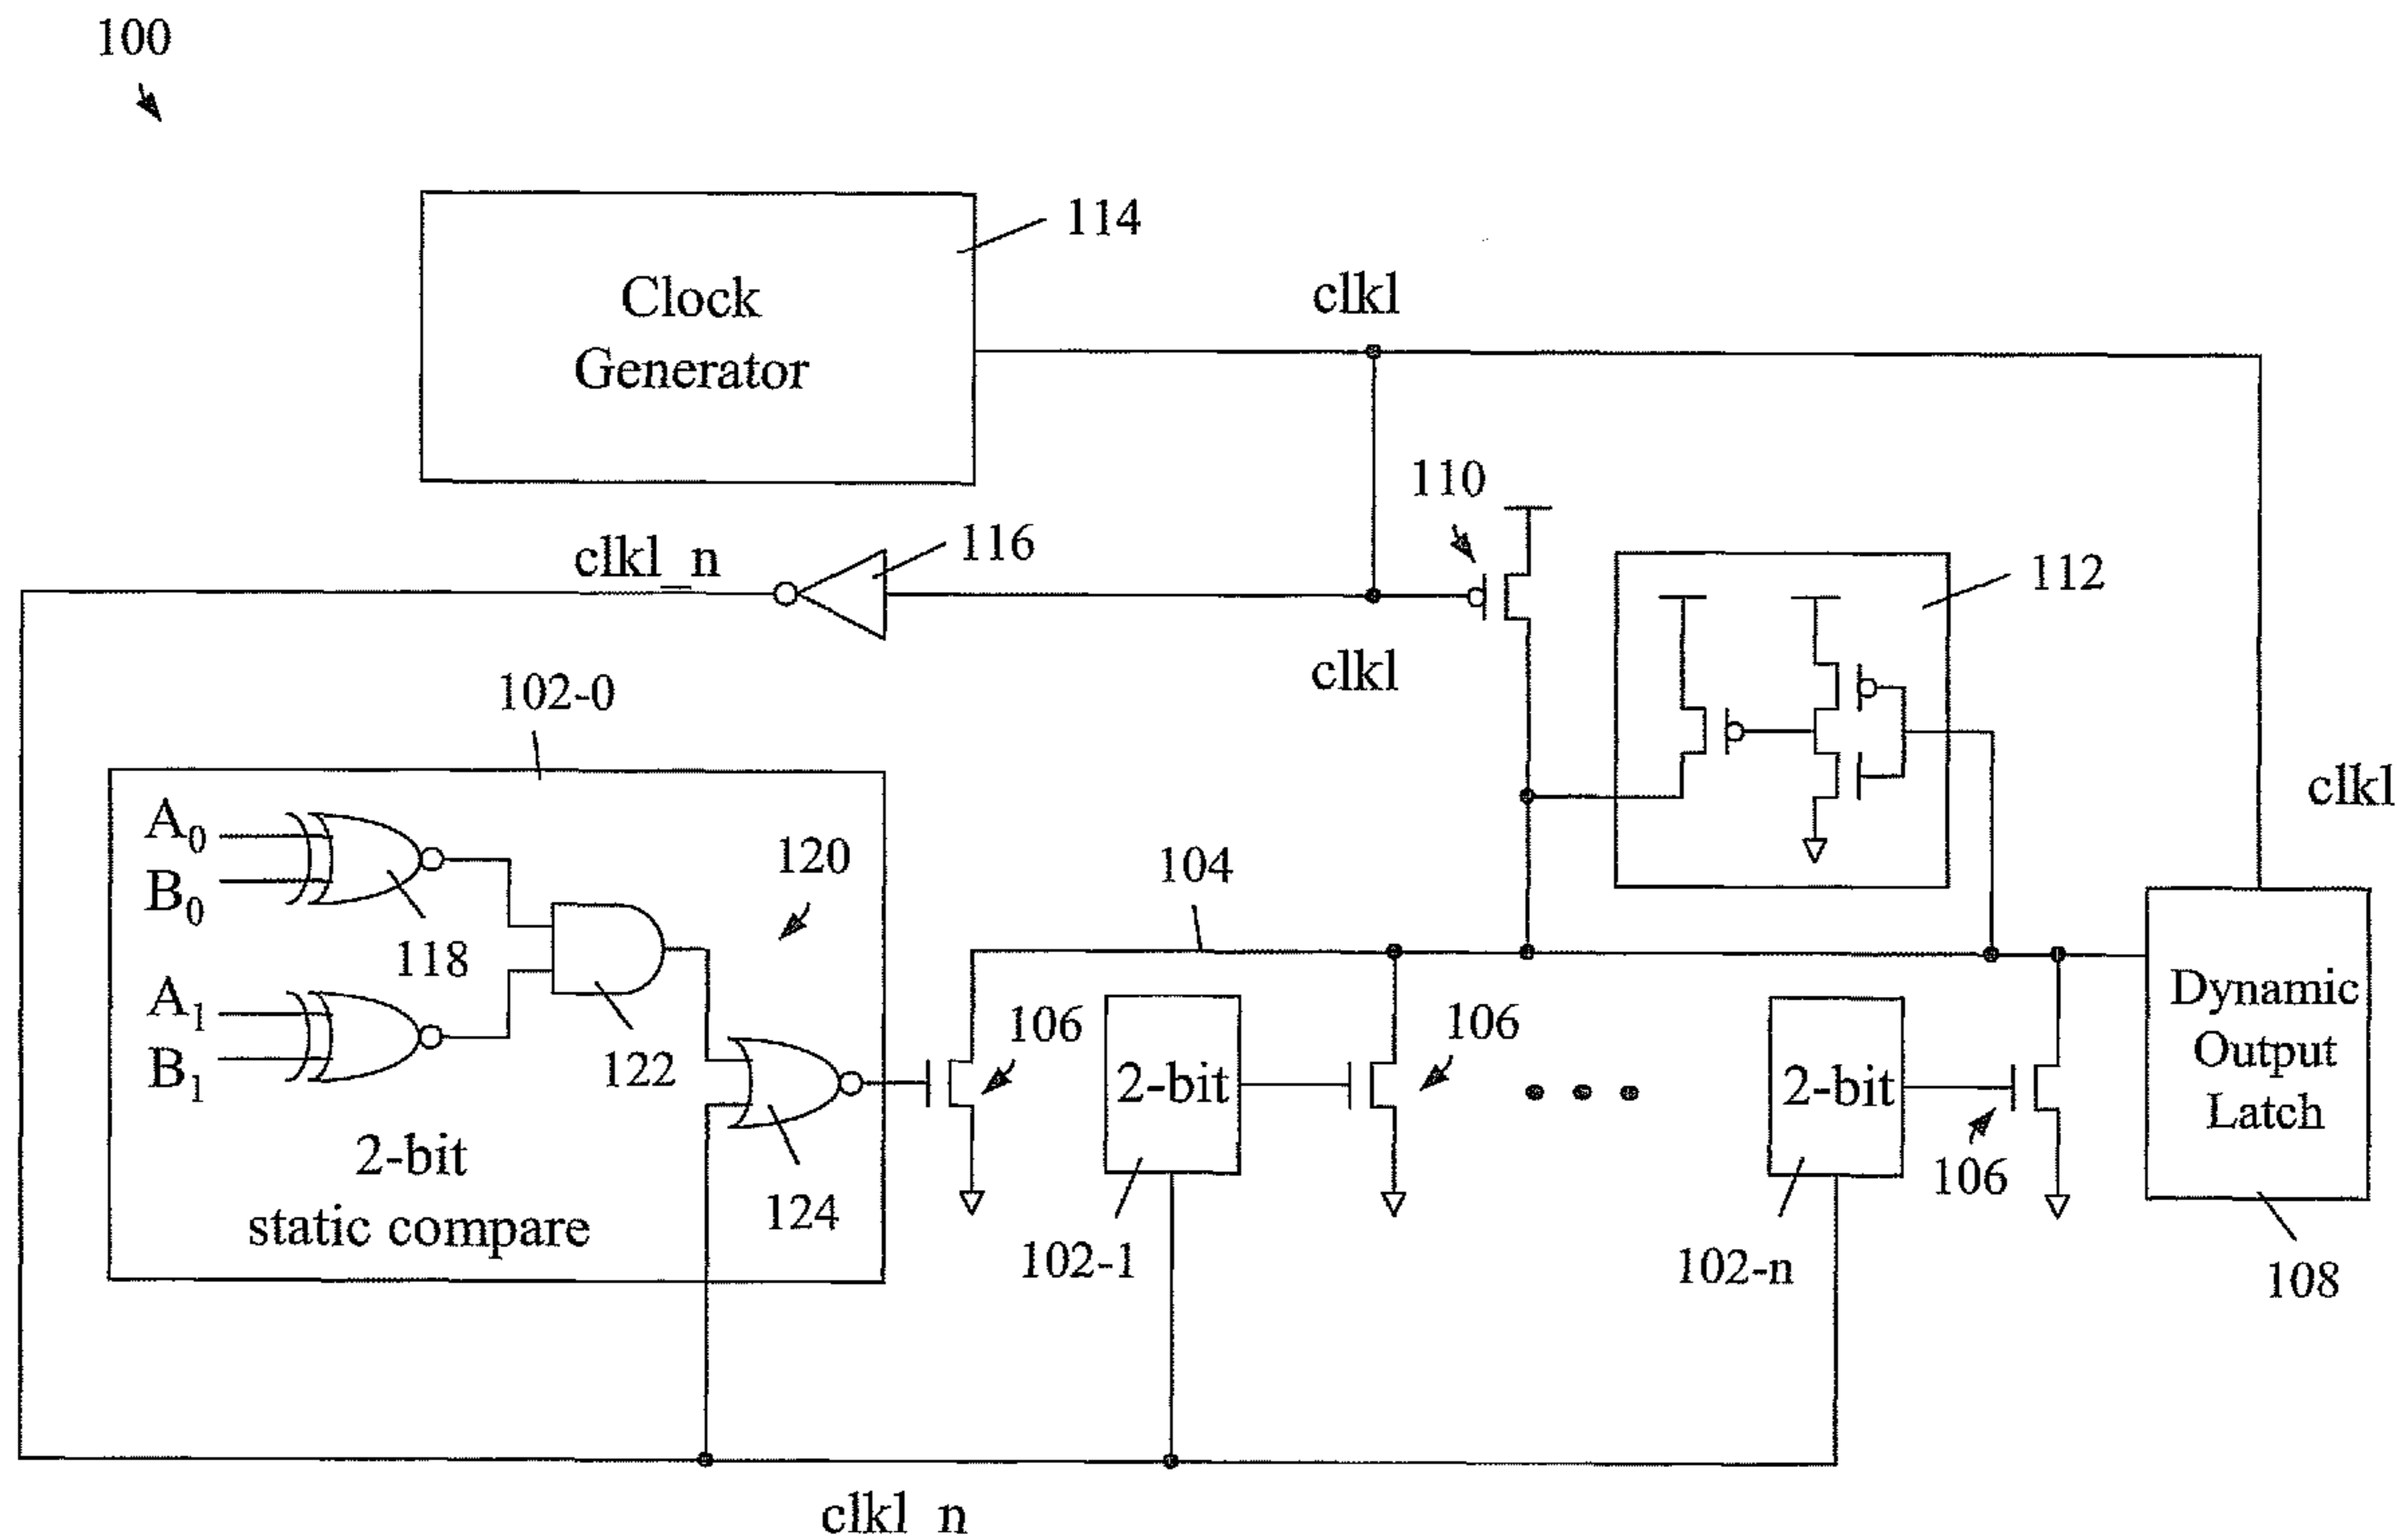 100
114
Clock
Generator
clkl
110
116
clkl_n
112
clkl
102-0
clkl
A0
B0
118
120
104
A1
B1
122
106
2-bit
106
2-bit
106
Dynamic
Output
Latch
2-bit
static compare
124
102-1
102-n
108
clkl n